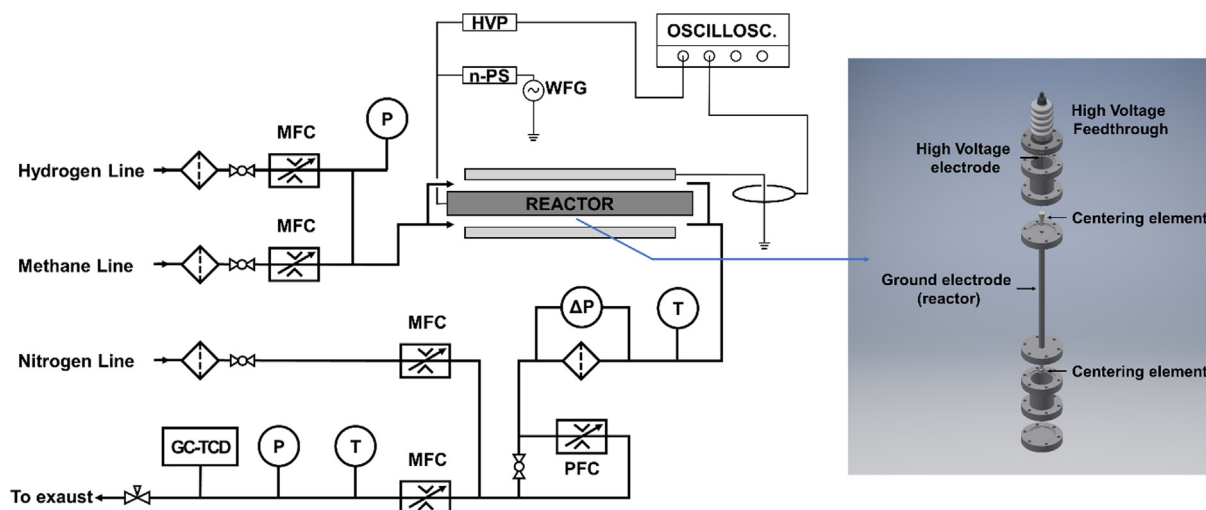 HVP
OSCILLOSC.
n-PS
WFG
P
MFC
Hydrogen Line
REACTOR
MFC
Methane Line
ΔP
T
MFC
Nitrogen Line
GC-TCD
P
T
MFC
PFC
To exaust
High Voltage
Feedthrough
High Voltage
electrode
Centering element
Ground electrode
(reactor)
Centering element